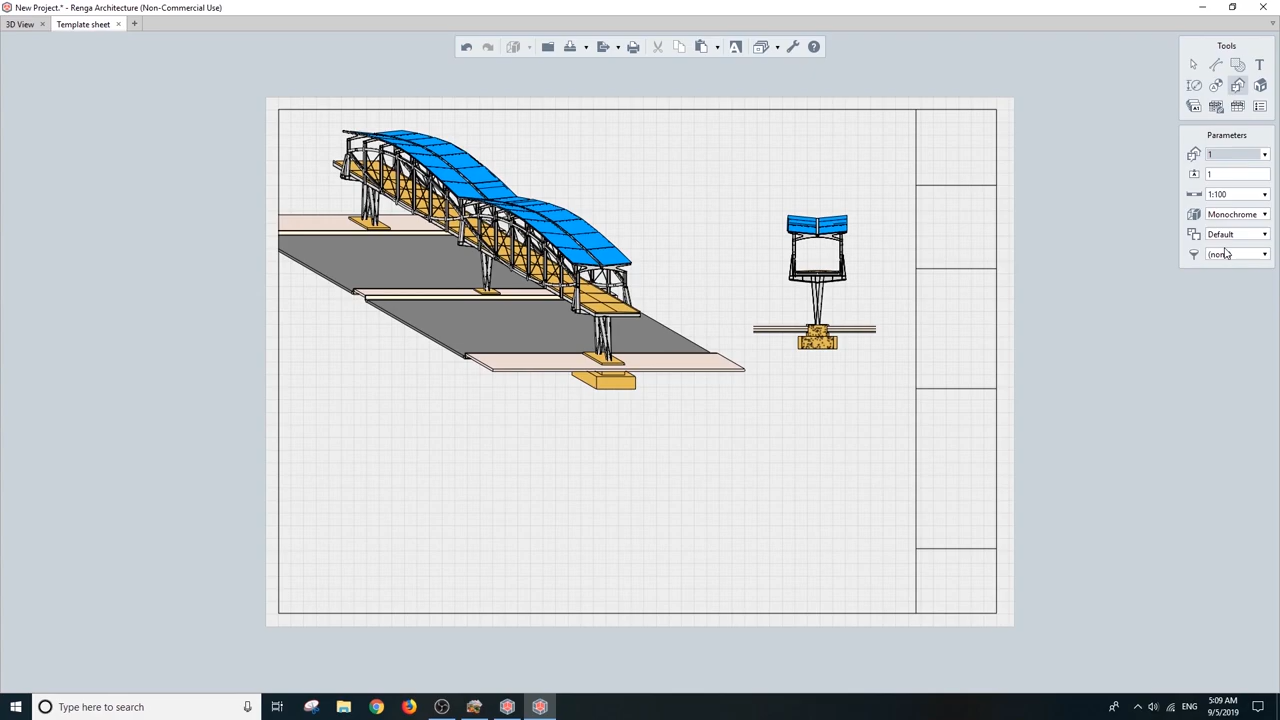 New Project.* - Renga Architecture (Non-Commercial Use)
3D View
Template sheet
Tools
Parameters
1
1
1:100
Monochrome
Default
(non
Type here to search
ENG
5:09 AM
9/5/2019